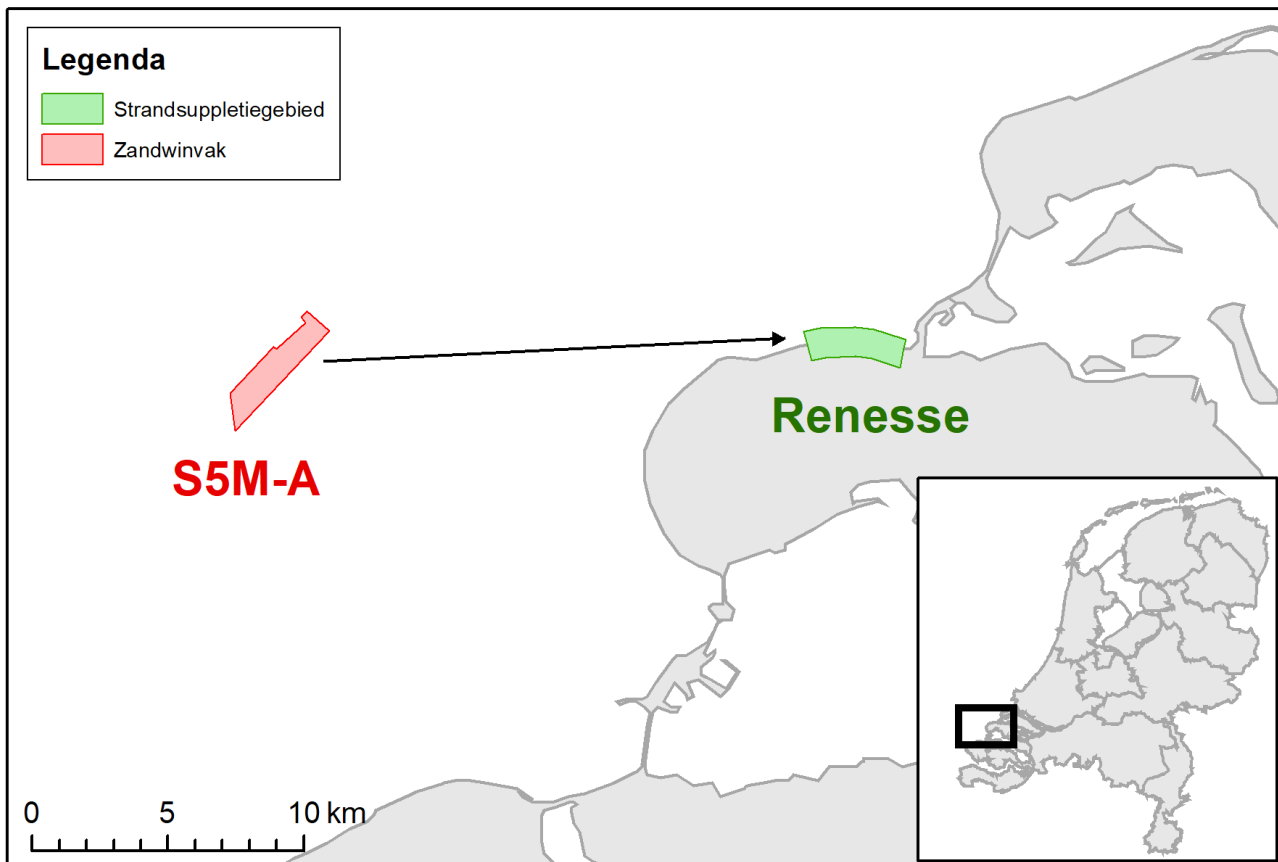 Legenda
Strandsuppletiegebied
Zandwinvak
Renesse
S5M-A
0 5 10 km